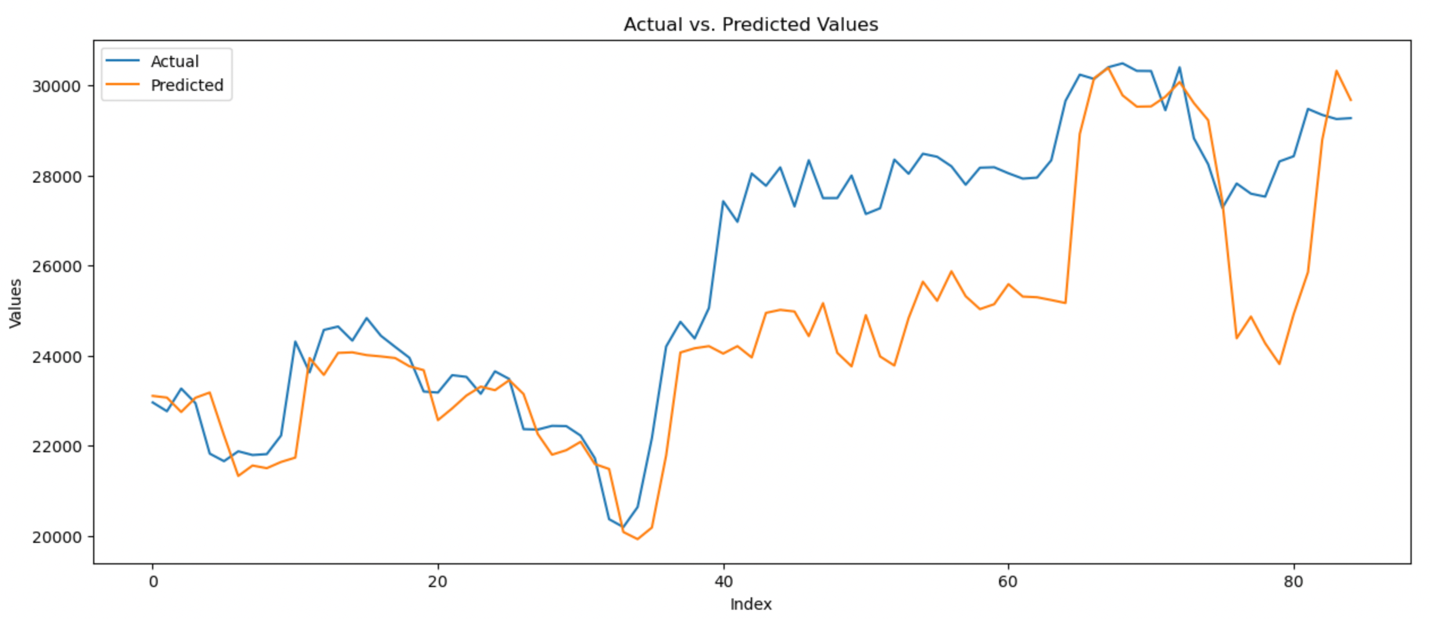 Actual vs. Predicted Values
Actual
Predicted
30000
28000
26000
24000
22000
20000
Values
0 20 40 60 80
Index